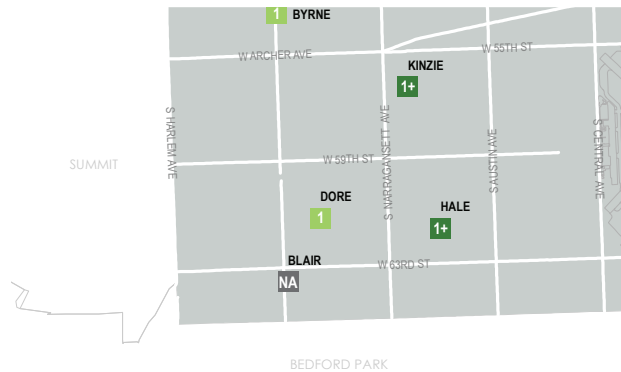 1 BYRNE
W ARCHER AVE
W 55TH ST
KINZIE
1+
S HARLEM AVE
S NARRAGANSETT AVE
S AUSTIN AVE
S CENTRAL AVE
SUMMIT
W 59TH ST
DORE
1
HALE
1+
BLAIR
NA
W 63RD ST
BEDFORD PARK